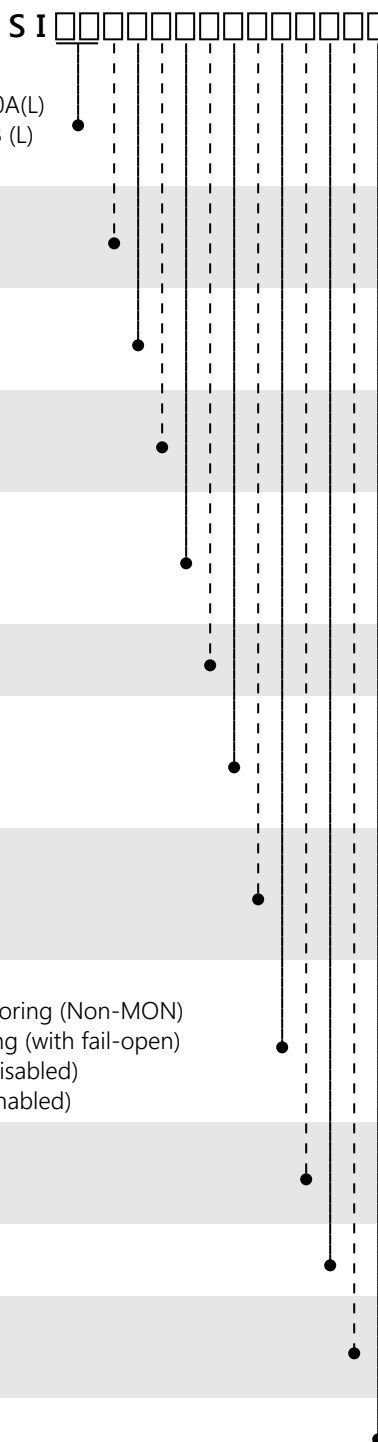 S I
0A(L)
(L)
oring (Non-MON)
ng (with fail-open)
isabled)
nabled)